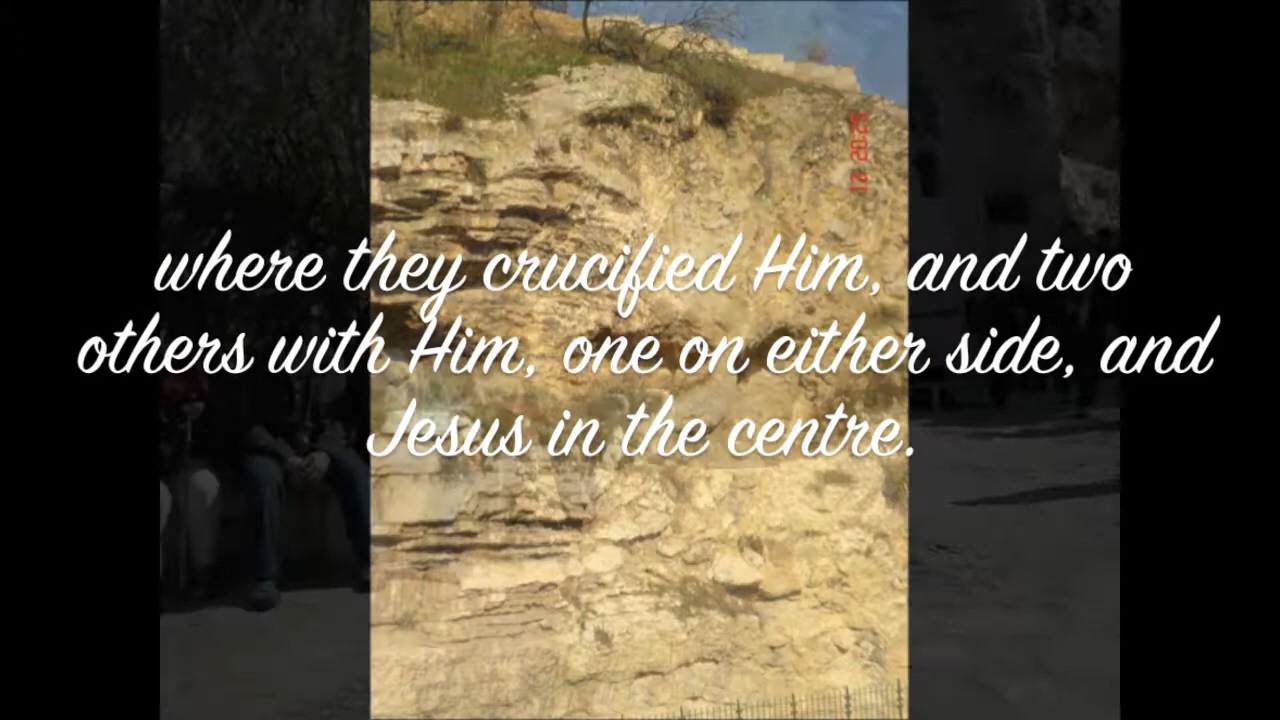 where they crucified Him, and two
others with Him, one on either side, and
Jesus in the centre.